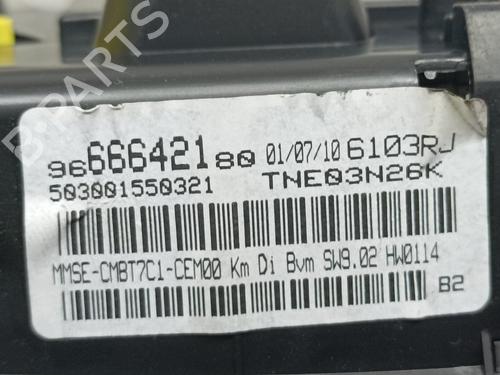 9666642180 01/07/10 6103RJ
503001550321 TNE03N26K
MMSE-CMBT7C1-CEM00 Km Di Bvm SW9.02 HW0114
B2
B-PARTS